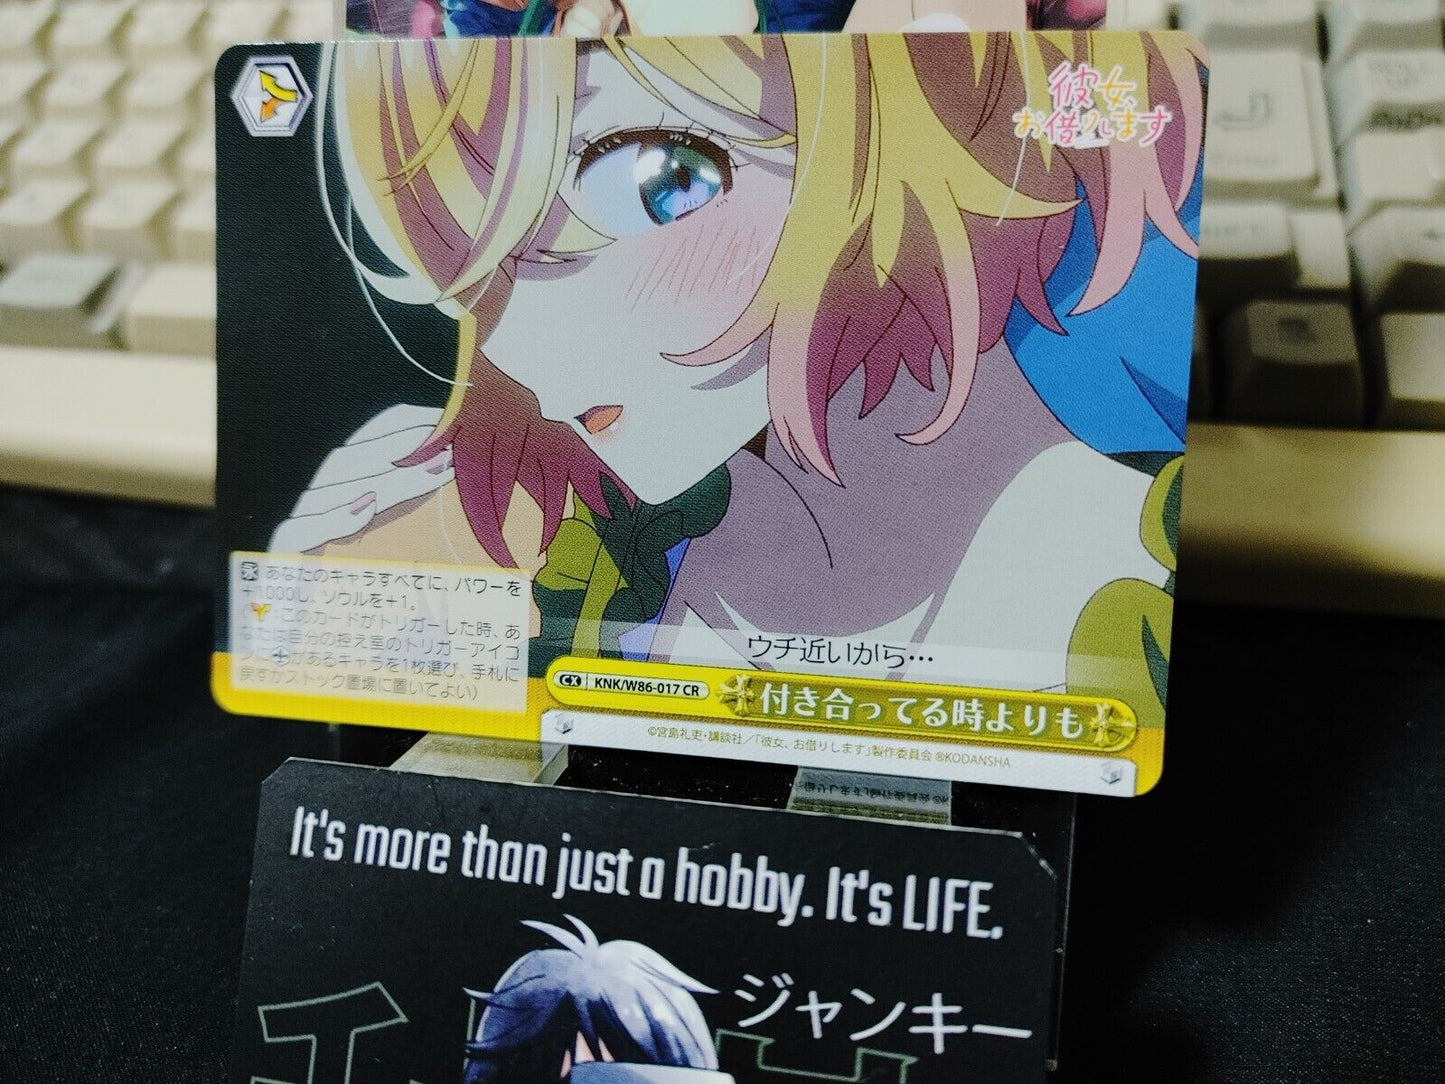 彼女、
お借りします
永 あなたのキャラすべてに、パワーを
+1000し、ソウルを+1。
:このカードがトリガーした時、あ
なたは自分の控え室のトリガーアイコ
ンに があるキャラを1枚選び、手札に
戻すかストック置場に置いてよい)
ウチ近いから…
CX KNK/W86-017 CR
付き合ってる時よりも
©宮島礼吏・講談社／「彼女、お借りします」製作委員会 ®KODANSHA
It's more than just a hobby. It's LIFE.
ジャンキー